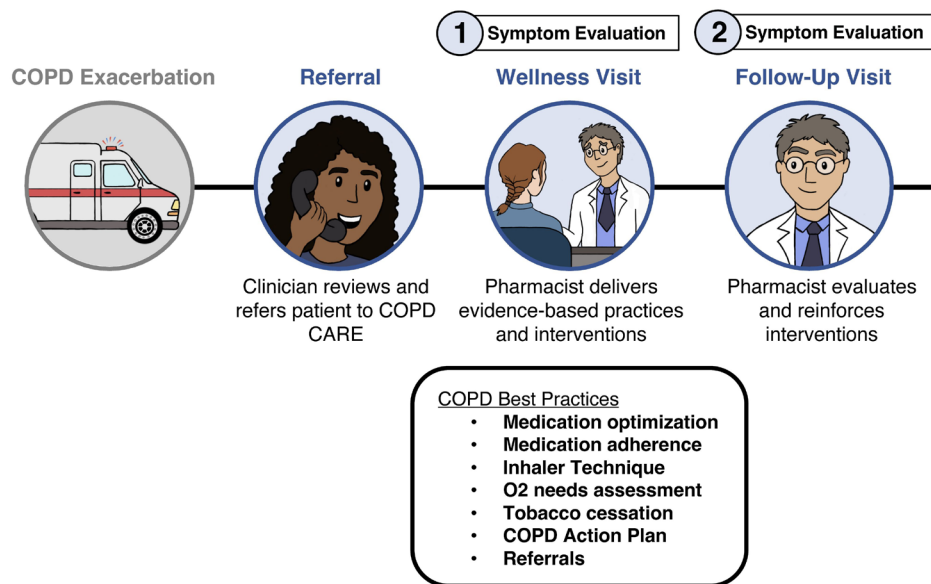 1 Symptom Evaluation
2 Symptom Evaluation
COPD Exacerbation
Referral
Wellness Visit
Follow-Up Visit
Clinician reviews and
refers patient to COPD
CARE
Pharmacist delivers
evidence-based practices
and interventions
Pharmacist evaluates
and reinforces
interventions
COPD Best Practices
• Medication optimization
• Medication adherence
• Inhaler Technique
• O2 needs assessment
• Tobacco cessation
• COPD Action Plan
• Referrals